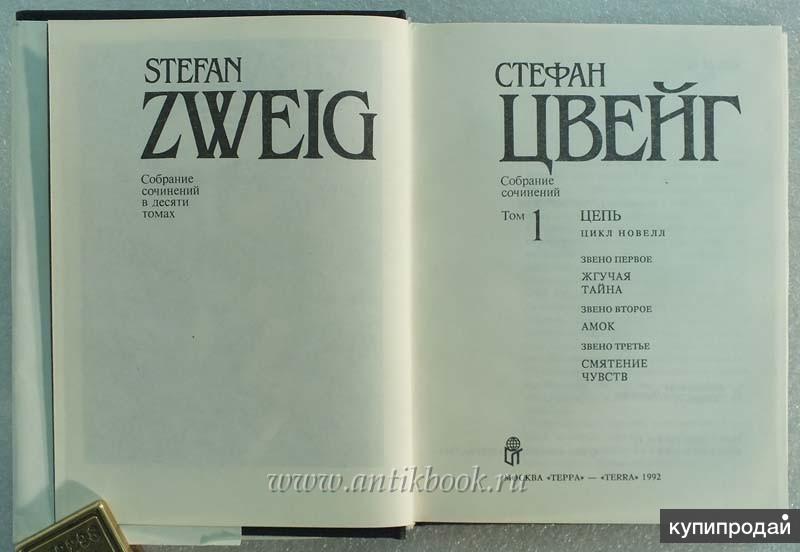 STEFAN
ZWEIG
Собрание
сочинений
в десяти
томах
СТЕФАН
ЦВЕЙГ
Собрание
сочинений
Том 1
ЦЕПЬ
ЦИКЛ НОВЕЛЛ
ЗВЕНО ПЕРВОЕ
ЖГУЧАЯ
ТАЙНА
ЗВЕНО ВТОРОЕ
АМОК
ЗВЕНО ТРЕТЬЕ
СМЯТЕНИЕ
ЧУВСТВ
МОСКВА «ТЕРРА» — «TERRA» 1992
www.antikbook.ru
купипродай